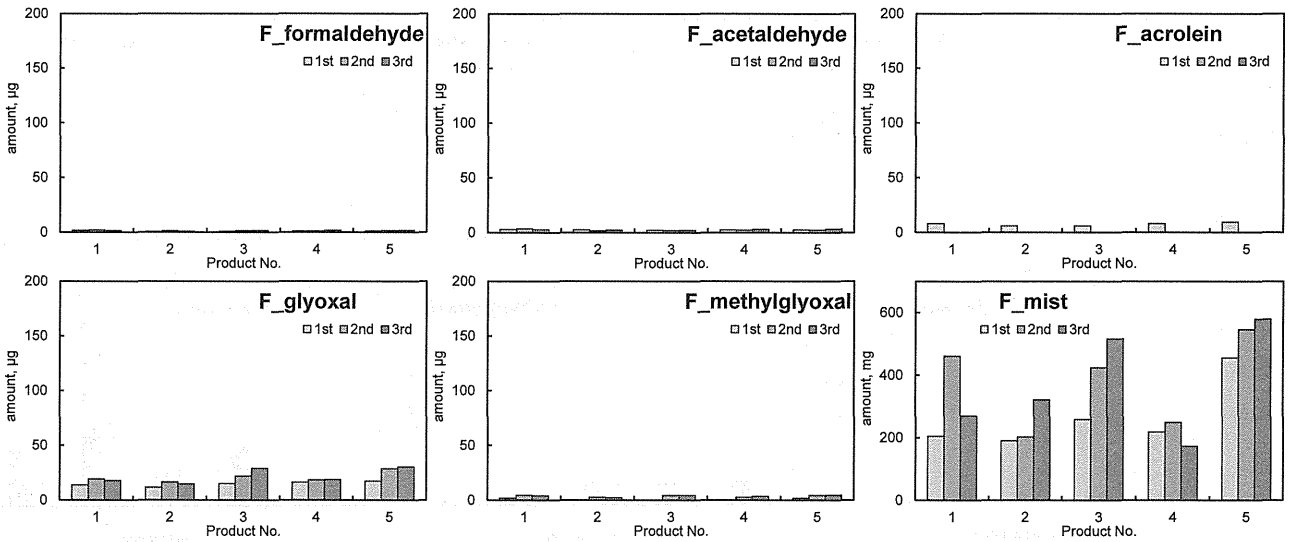 F_formaldehyde
1st 2nd 3rd
200
150
100
50
0
amount, µg
1 2 3 4 5
Product No.
F_acetaldehyde
1st 2nd 3rd
200
150
100
50
0
amount, µg
1 2 3 4 5
Product No.
F_acrolein
1st 2nd 3rd
200
150
100
50
0
amount, µg
1 2 3 4 5
Product No.
F_glyoxal
1st 2nd 3rd
200
150
100
50
0
amount, µg
1 2 3 4 5
Product No.
F_methylglyoxal
1st 2nd 3rd
200
150
100
50
0
amount, µg
1 2 3 4 5
Product No.
F_mist
1st 2nd 3rd
600
400
200
0
amount, mg
1 2 3 4 5
Product No.